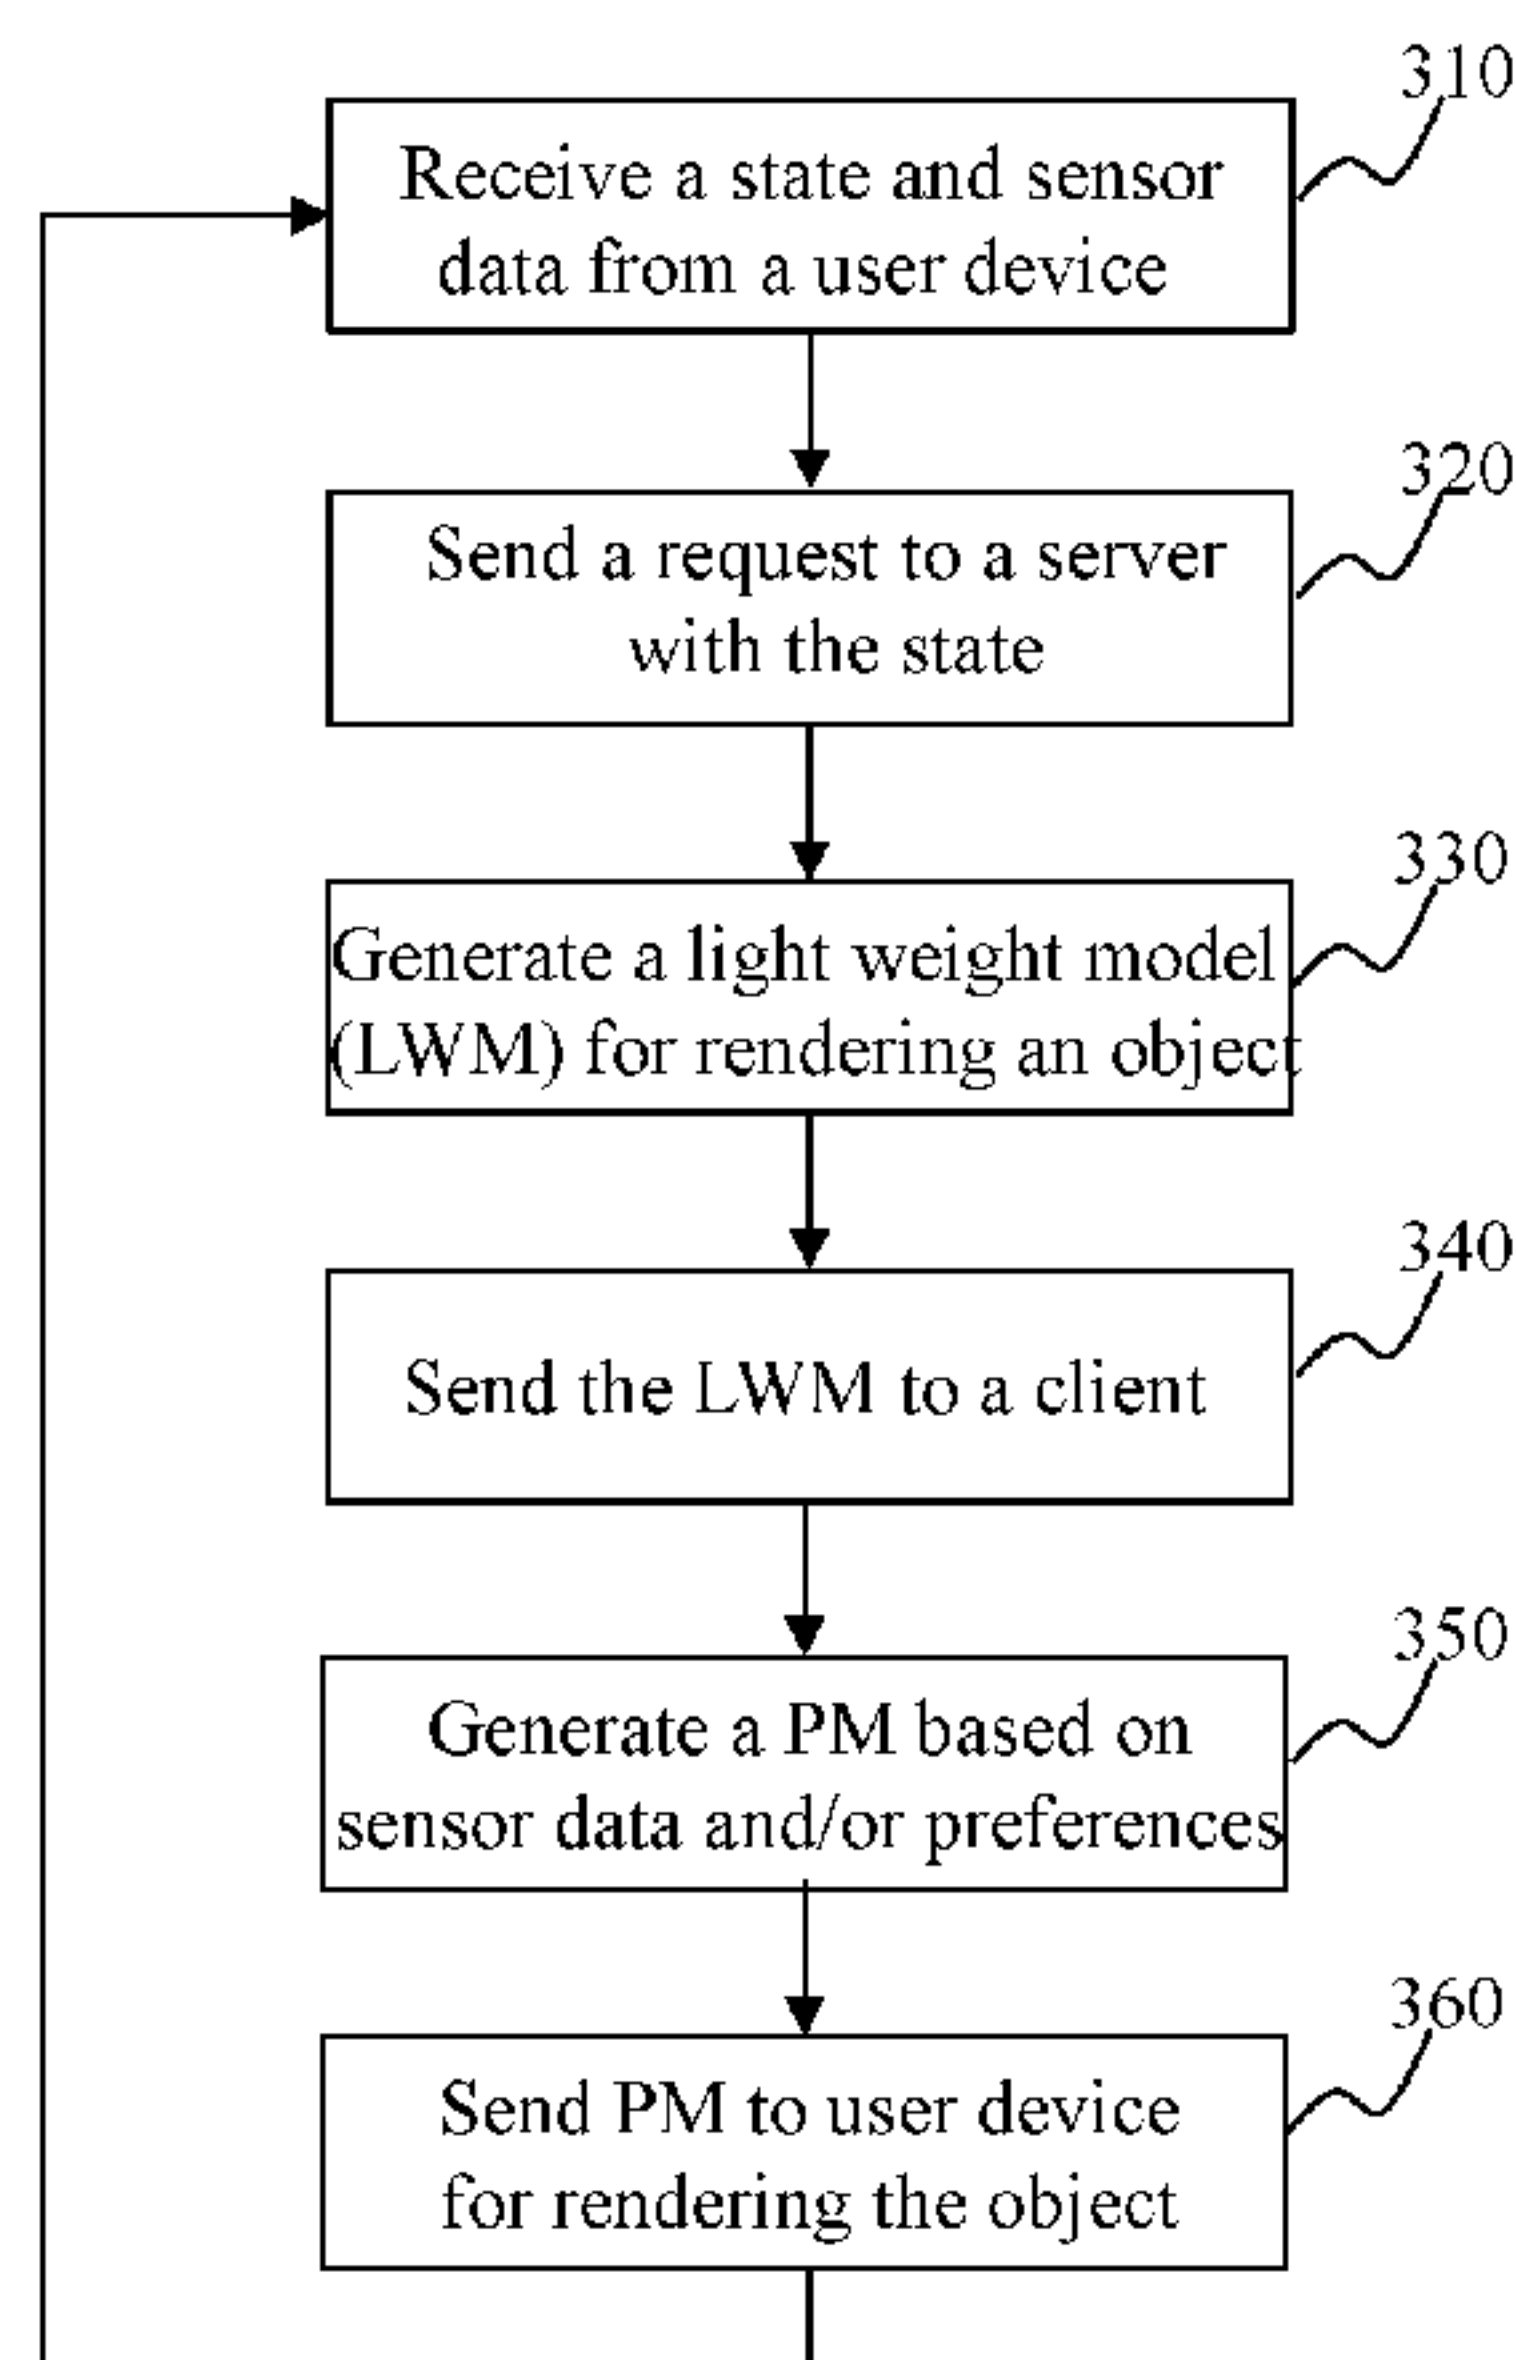 310
Receive a state and sensor
data from a user device
320
Send a request to a server
with the state
330
Generate a light weight model
(LWM) for rendering an object
340
Send the LWM to a client
350
Generate a PM based on
sensor data and/or preferences
360
Send PM to user device
for rendering the object